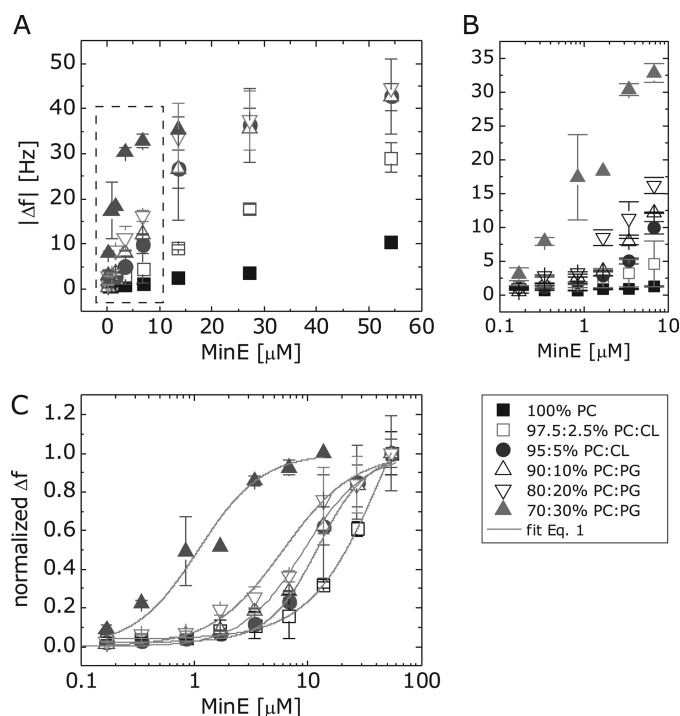 A
|Δf| [Hz]
50
40
30
20
10
0
0 10 20 30 40 50 60
MinE [μM]
B
35
30
25
20
15
10
5
0
0.1 1 10
MinE [μM]
C
normalized Δf
1.2
1.0
0.8
0.6
0.4
0.2
0.0
0.1 1 10 100
MinE [μM]
100% PC
97.5:2.5% PC:CL
95:5% PC:CL
90:10% PC:PG
80:20% PC:PG
70:30% PC:PG
fit Eq. 1